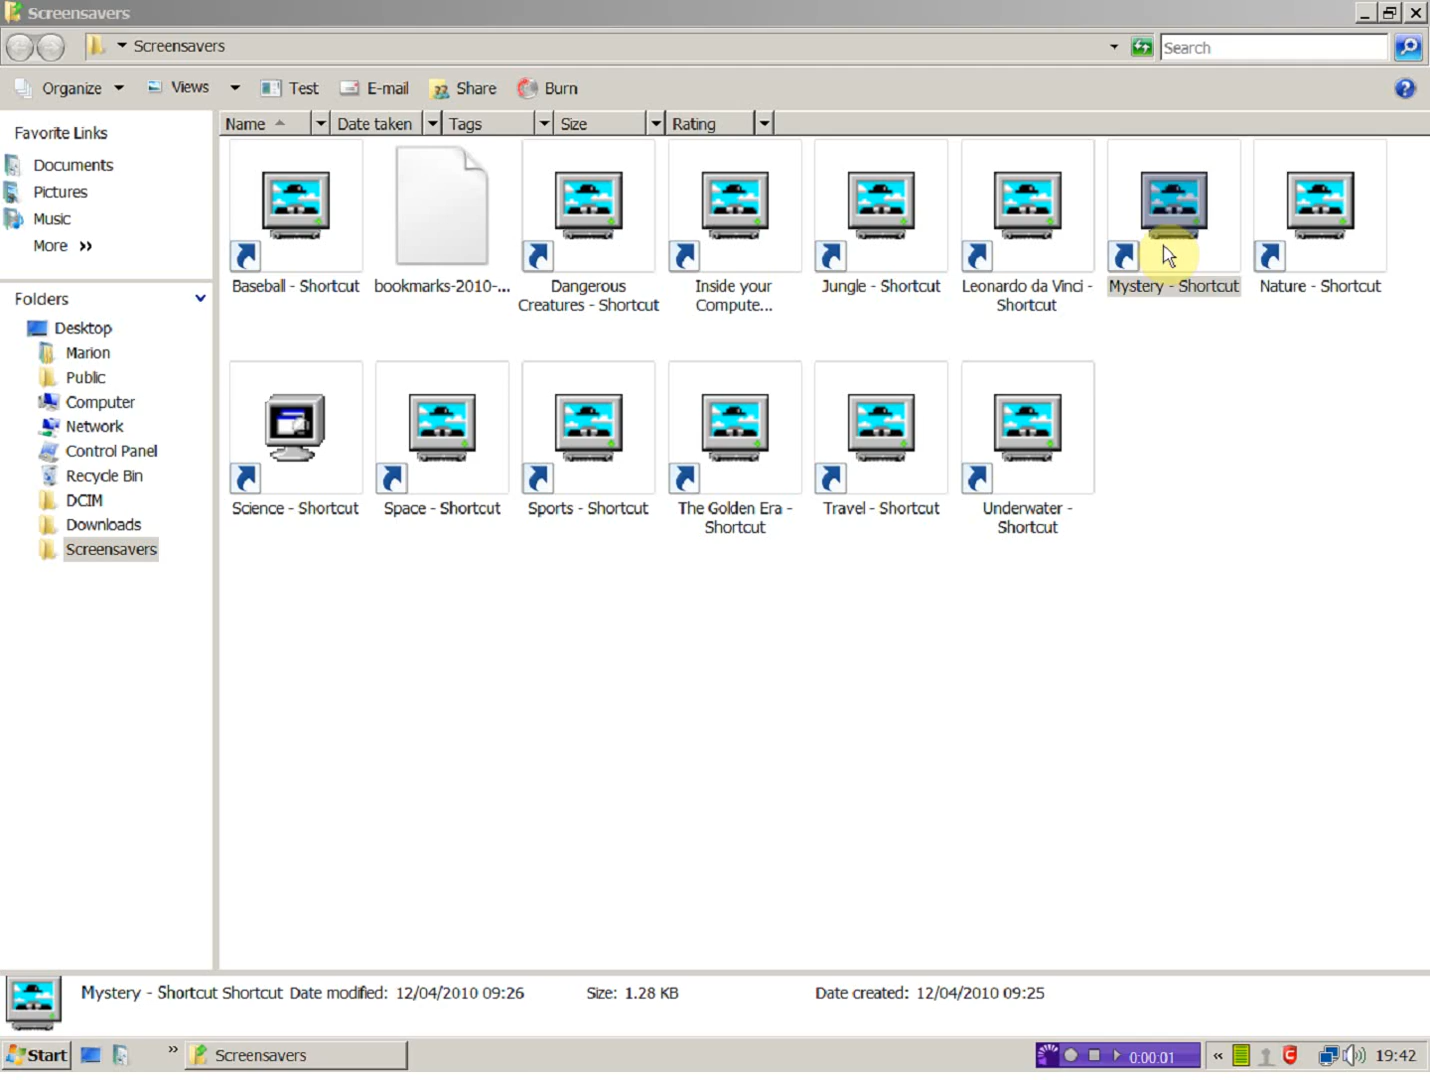 Screensavers
Screensavers
Search
Organize Views Test E-mail Share Burn
Favorite Links
Documents
Pictures
Music
More »
Folders
Desktop
Marion
Public
Computer
Network
Control Panel
Recycle Bin
DCIM
Downloads
Screensavers
Name Date taken Tags Size Rating
Baseball - Shortcut
bookmarks-2010-...
Dangerous
Creatures - Shortcut
Inside your
Compute...
Jungle - Shortcut
Leonardo da Vinci -
Shortcut
Mystery - Shortcut
Nature - Shortcut
Science - Shortcut
Space - Shortcut
Sports - Shortcut
The Golden Era -
Shortcut
Travel - Shortcut
Underwater -
Shortcut
Mystery - Shortcut Shortcut Date modified: 12/04/2010 09:26 Size: 1.28 KB Date created: 12/04/2010 09:25
Start » Screensavers 0:00:01 « 19:42